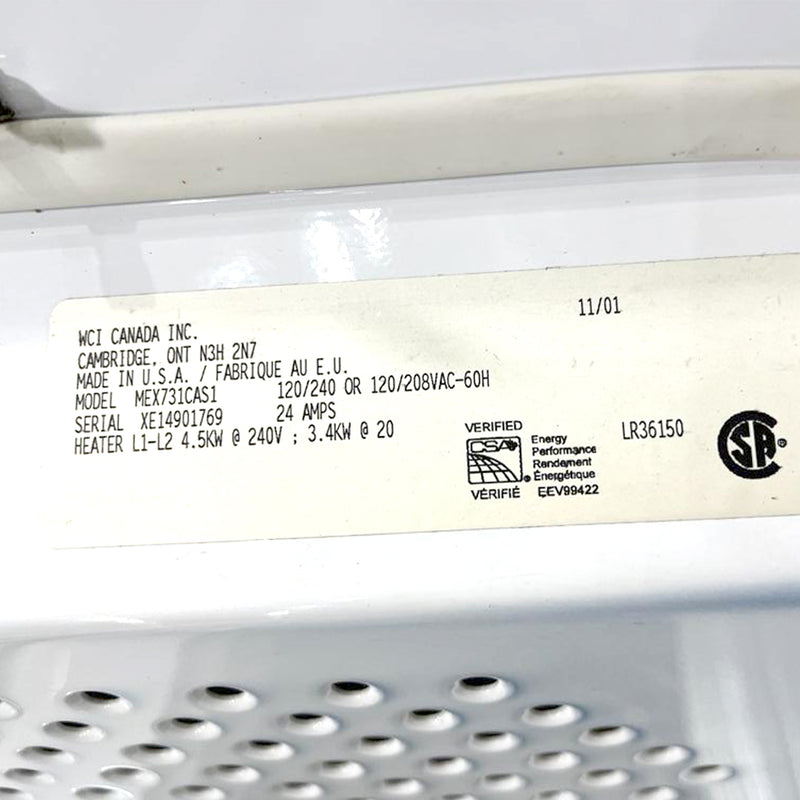 11/01
WCI CANADA INC.
CAMBRIDGE, ONT N3H 2N7
MADE IN U.S.A. / FABRIQUE AU E.U.
MODEL MEX731CAS1 120/240 OR 120/208VAC-60H
SERIAL XE14901769 24 AMPS
HEATER L1-L2 4.5KW @ 240V ; 3.4KW @ 20
VERIFIED
CSA Energy
Performance
Rendement
® Énergétique
VÉRIFIÉ EEV99422
LR36150
SA ®